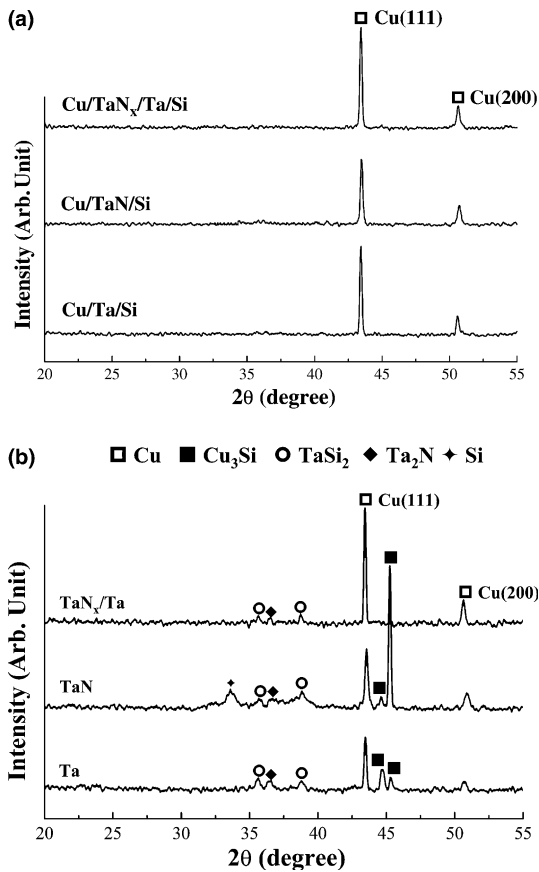 (a)
Cu(111)
Cu(200)
Cu/TaNₓ/Ta/Si
Cu/TaN/Si
Cu/Ta/Si
Intensity (Arb.Unit)
20 25 30 35 40 45 50 55
2θ (degree)
(b)
Cu Cu₃Si TaSi₂ Ta₂N Si
Cu(111)
Cu(200)
TaNₓ/Ta
TaN
Ta
Intensity (Arb. Unit)
20 25 30 35 40 45 50 55
2θ (degree)